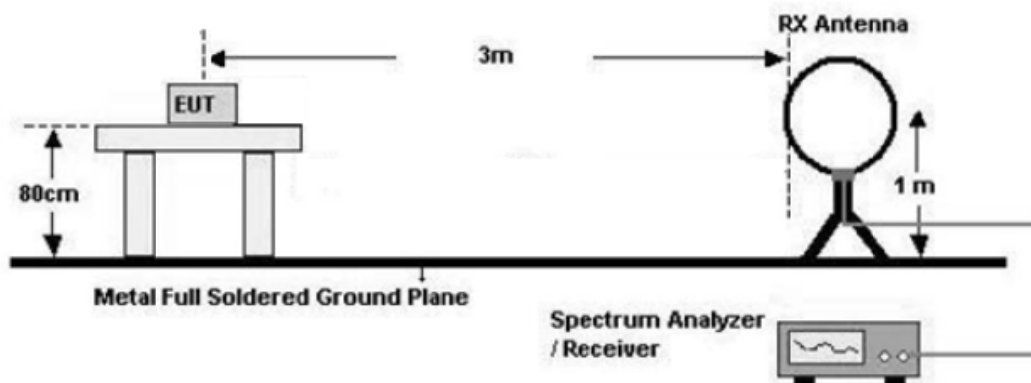 RX Antenna
3m
EUT
80cm
1 m
Metal Full Soldered Ground Plane
Spectrum Analyzer
/ Receiver